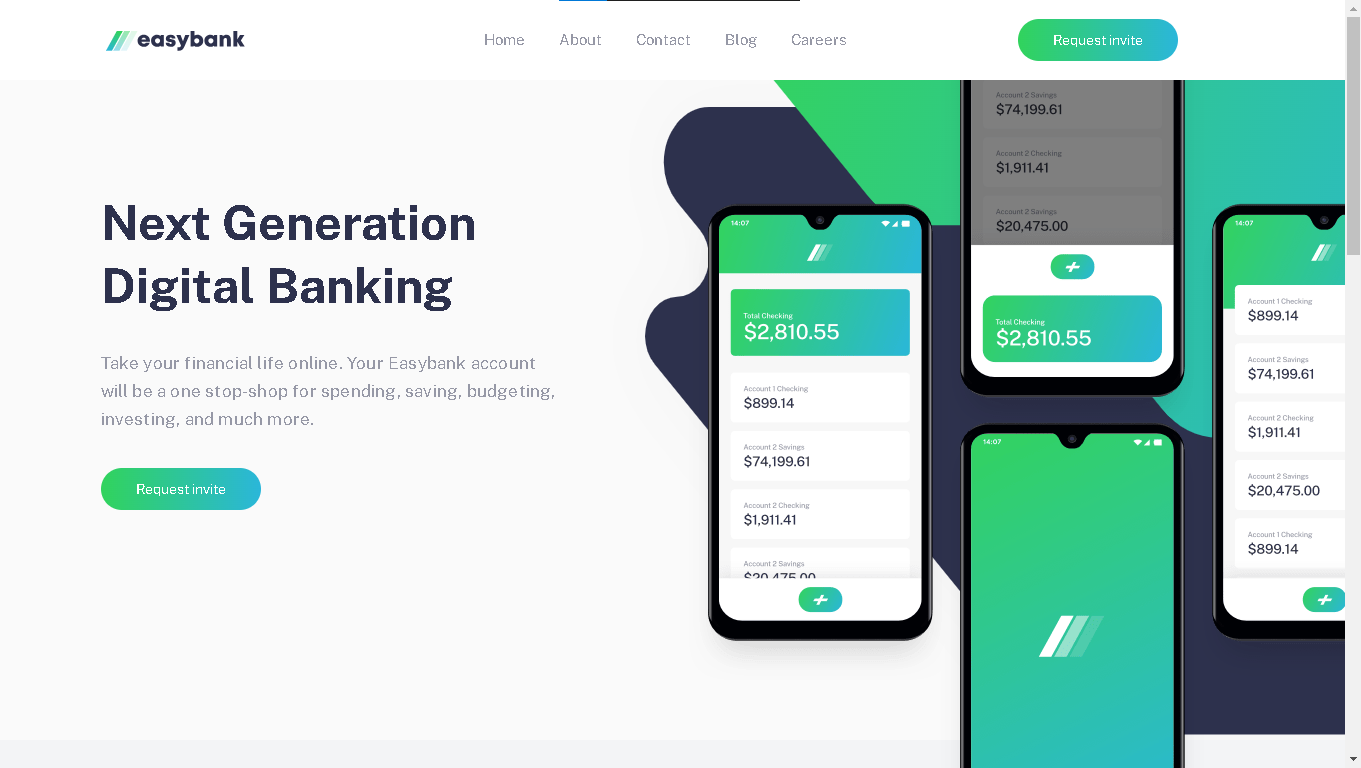 easybank
Home
About
Contact
Blog
Careers
Request invite
Next Generation
Digital Banking
Take your financial life online. Your Easybank account
will be a one stop-shop for spending, saving, budgeting,
investing, and much more.
Request invite
14:07
Total Checking
$2,810.55
Account 1 Checking
$899.14
Account 2 Savings
$74,199.61
Account 2 Checking
$1,911.41
Account 2 Savings
$20,475.00
Account 2 Savings
$74,199.61
Account 2 Checking
$1,911.41
Account 2 Savings
$20,475.00
Total Checking
$2,810.55
14:07
14:07
Account 1 Checking
$899.14
Account 2 Savings
$74,199.61
Account 2 Checking
$1,911.41
Account 2 Savings
$20,475.00
Account 1 Checking
$899.14